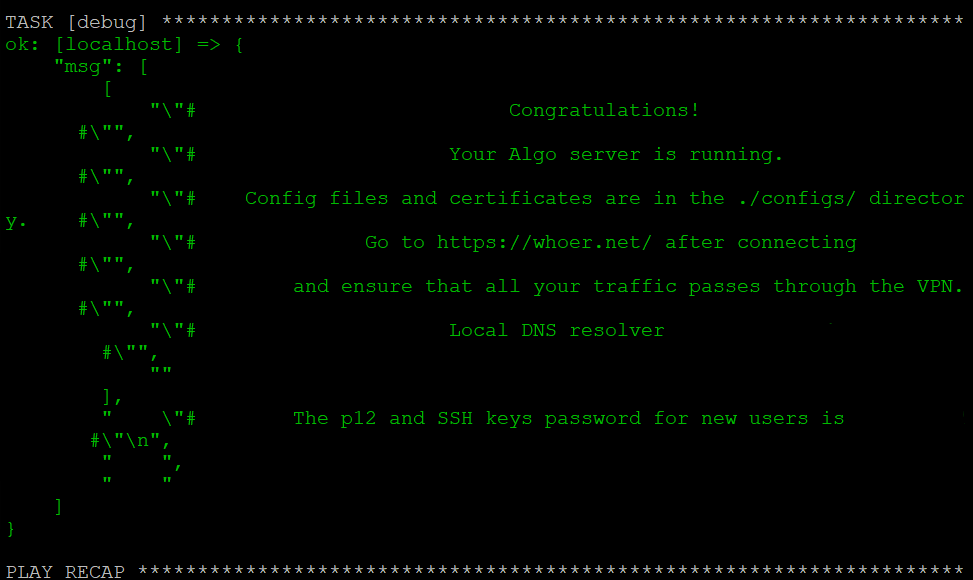 TASK [debug] *******************************************************************
ok: [localhost] => {
    "msg": [
        [
            "\"#                          Congratulations!
      #\"",
            "\"#                     Your Algo server is running.
      #\"",
            "\"#    Config files and certificates are in the ./configs/ director
y.    #\"",
            "\"#              Go to https://whoer.net/ after connecting
      #\"",
            "\"#        and ensure that all your traffic passes through the VPN.
      #\"",
            "\"#                     Local DNS resolver
        #\"",
            ""
        ],
        "    \"#        The p12 and SSH keys password for new users is
       #\"\n",
        "    ",
        "    "
    ]
}
PLAY RECAP *********************************************************************